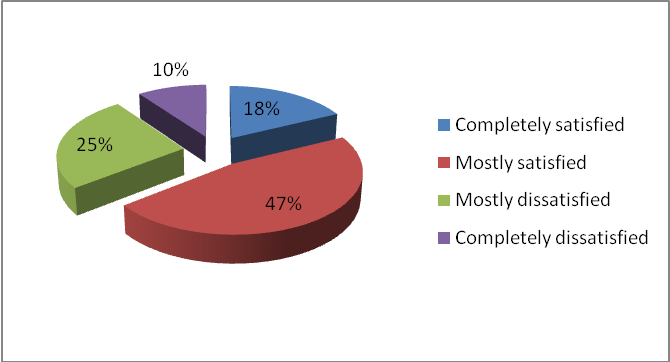 10%
18%
25%
47%
Completely satisfied
Mostly satisfied
Mostly dissatisfied
Completely dissatisfied